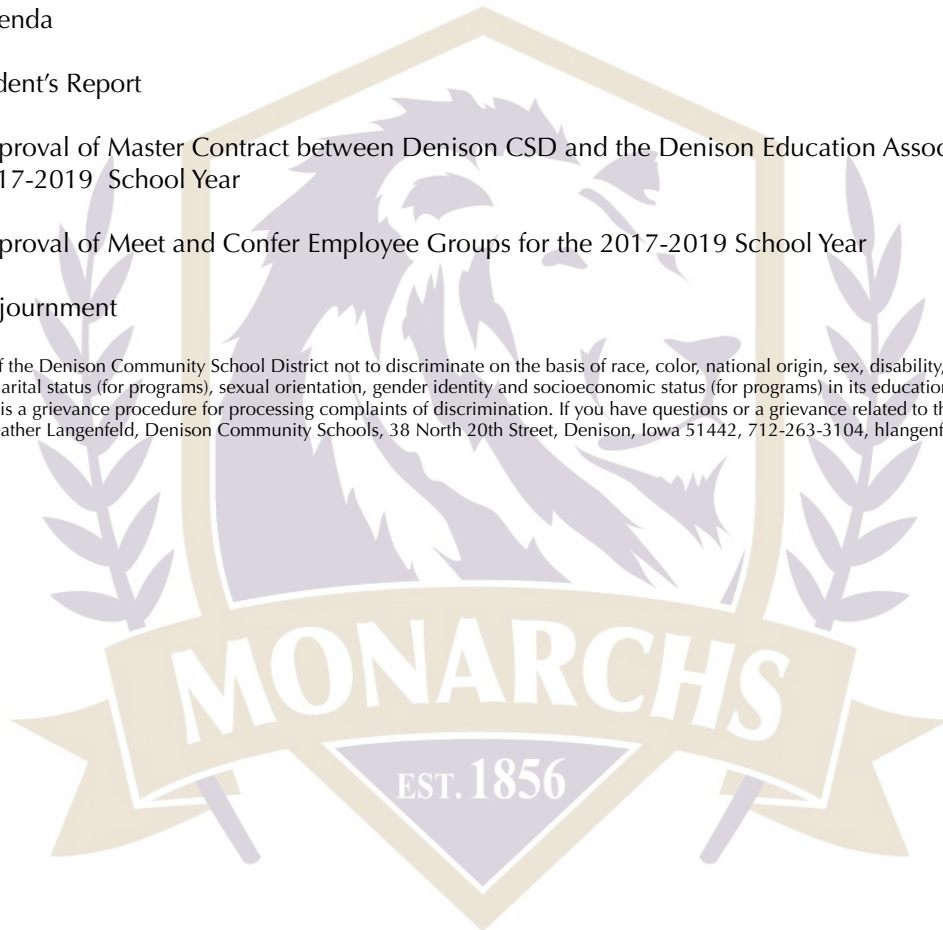 enda
dent's Report
proval of Master Contract between Denison CSD and the Denison Education Assoc
17-2019 School Year
proval of Meet and Confer Employee Groups for the 2017-2019 School Year
journment
f the Denison Community School District not to discriminate on the basis of race, color, national origin, sex, disability,
arital status (for programs), sexual orientation, gender identity and socioeconomic status (for programs) in its education
is a grievance procedure for processing complaints of discrimination. If you have questions or a grievance related to th
eather Langenfeld, Denison Community Schools, 38 North 20th Street, Denison, Iowa 51442, 712-263-3104, hlangenf
MONARCHS
EST. 1856